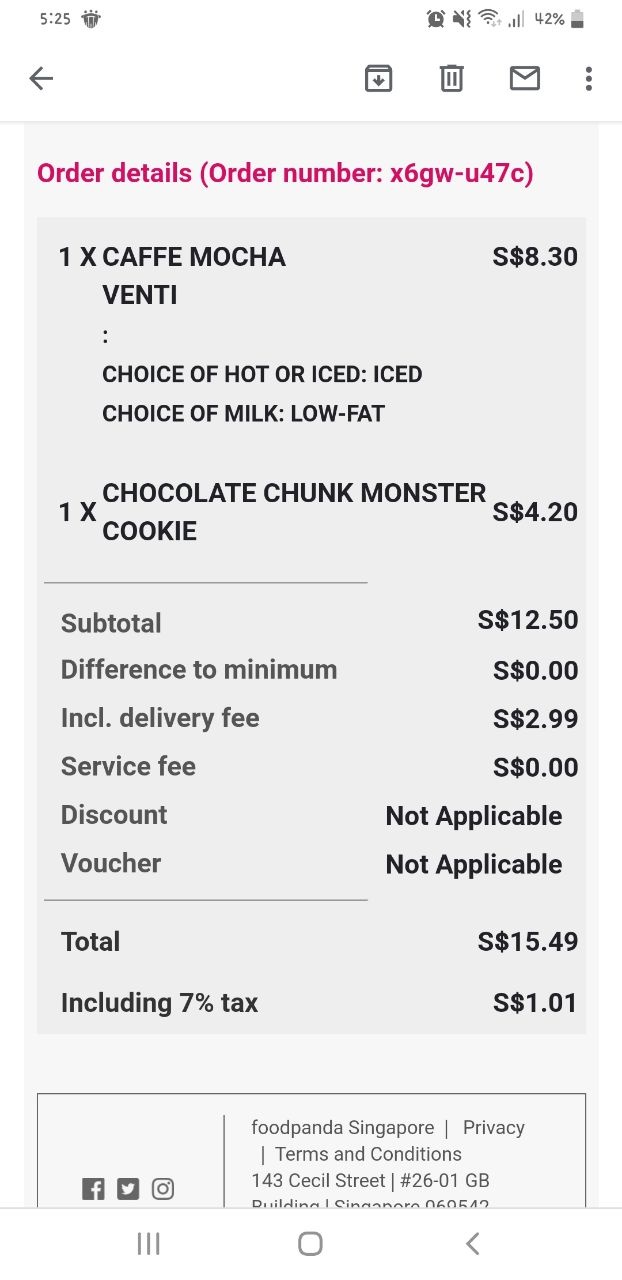 5:25
42%
Order details (Order number: x6gw-u47c)
1 X CAFFE MOCHA S$8.30
VENTI
:
CHOICE OF HOT OR ICED: ICED
CHOICE OF MILK: LOW-FAT
CHOCOLATE CHUNK MONSTER
1 X S$4.20
COOKIE
Subtotal S$12.50
Difference to minimum S$0.00
Incl. delivery fee S$2.99
Service fee S$0.00
Discount Not Applicable
Voucher Not Applicable
Total S$15.49
Including 7% tax S$1.01
foodpanda Singapore | Privacy
| Terms and Conditions
143 Cecil Street | #26-01 GB
Building | Singapore 069542